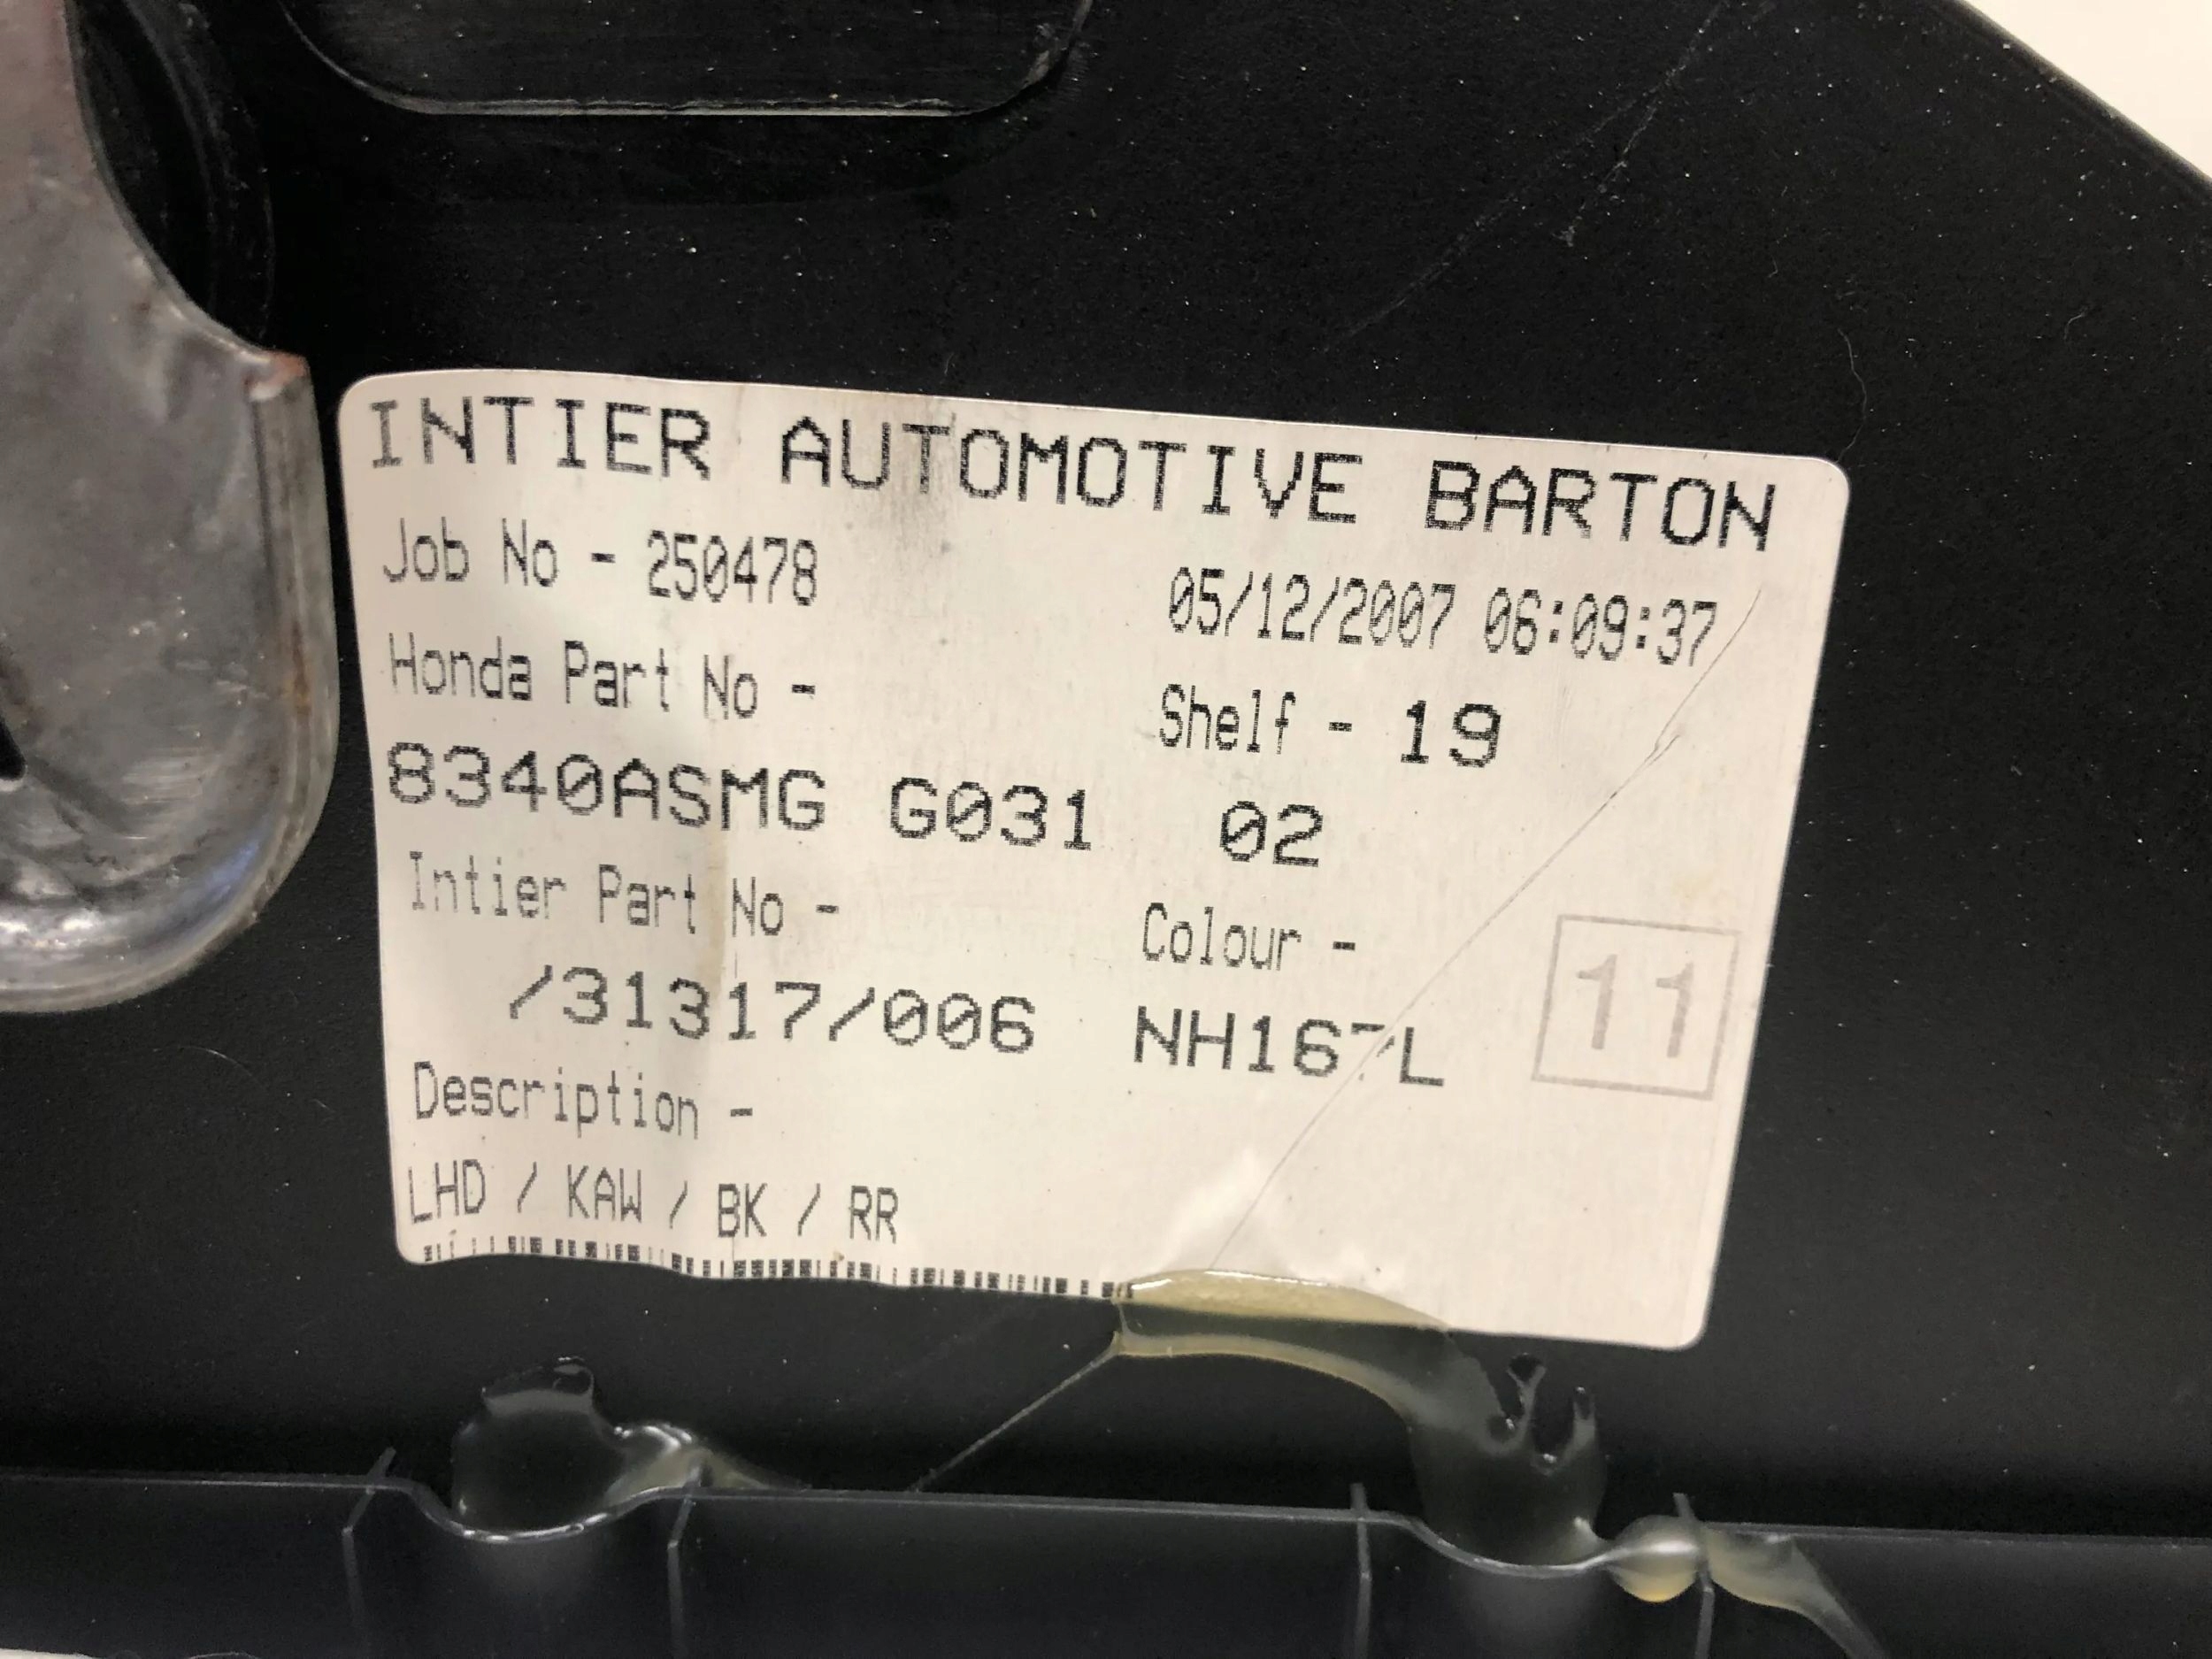 INTIER AUTOMOTIVE BARTON
Job No - 250478
05/12/2007 06:09:37
Honda Part No -
Shelf - 19
8340ASMG G031 02
Intier Part No -
Colour -
/31317/006 NH167L
11
Description -
LHD / KAW / BK / RR